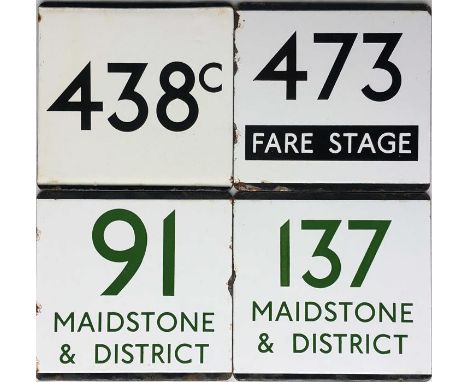 438C
473
FARE STAGE
91
MAIDSTONE
& DISTRICT
137
MAIDSTONE
& DISTRICT